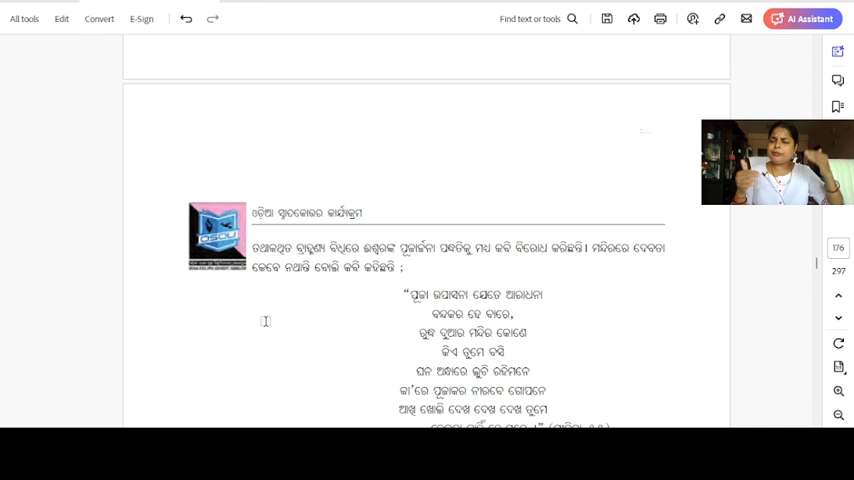 All tools Edit Convert E-Sign Find text or tools AI Assistant
ଓଡ଼ିଆ ସ୍ନାତକୋତ୍ତର କାର୍ଯ୍ୟକ୍ରମ
OSOU
ତଥାକଥିତ ବ୍ରାହ୍ମଣ୍ୟ ବିଧିରେ ଈଶ୍ୱରଙ୍କ ପୂଜାର୍ଚ୍ଚନା ପଦ୍ଧତିକୁ ମଧ୍ୟ କବି ବିରୋଧ କରିଛନ୍ତି। ମନ୍ଦିରରେ ଦେବତା
କେବେ ନଥାନ୍ତି ବୋଲି କବି କହିଛନ୍ତି ;
176
297
“ପୂଜା ଉପାସନା ଯେତେ ଆରାଧନା
ବନ୍ଦକର ହେ ବାରେ,
ରୁଦ୍ଧ ଦୁଆର ମନ୍ଦିର କୋଣେ
କିଏ ତୁମେ ବସି
ଘନ ଅନ୍ଧାରେ ଲୁଚି ରହିମନେ
କା'ରେ ପୂଜାକର ନୀରବେ ଗୋପନେ
ଆଖି ଖୋଲି ଦେଖ ଦେଖ ଦେଖ ତୁମେ